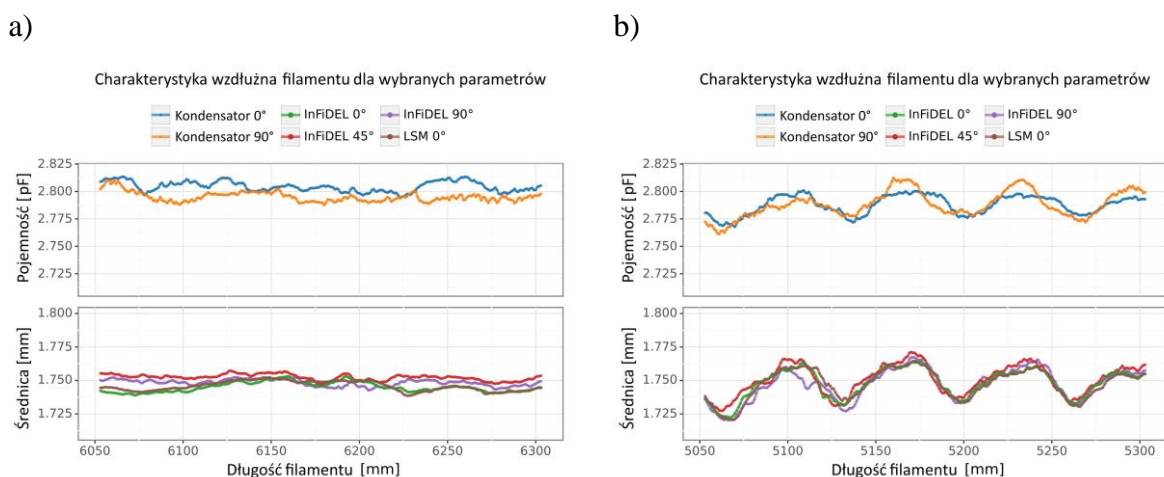 a)
Charakterystyka wzdłużna filamentu dla wybranych parametrów
Kondensator 0° InFiDEL 0° InFiDEL 90°
Kondensator 90° InFiDEL 45° LSM 0°
Pojemność [pF]
2.825
2.800
2.775
2.750
2.725
Średnica [mm]
1.800
1.775
1.750
1.725
6050 6100 6150 6200 6250 6300
Długość filamentu [mm]
b)
Charakterystyka wzdłużna filamentu dla wybranych parametrów
Kondensator 0° InFiDEL 0° InFiDEL 90°
Kondensator 90° InFiDEL 45° LSM 0°
Pojemność [pF]
2.825
2.800
2.775
2.750
2.725
Średnica [mm]
1.800
1.775
1.750
1.725
5050 5100 5150 5200 5250 5300
Długość filamentu [mm]